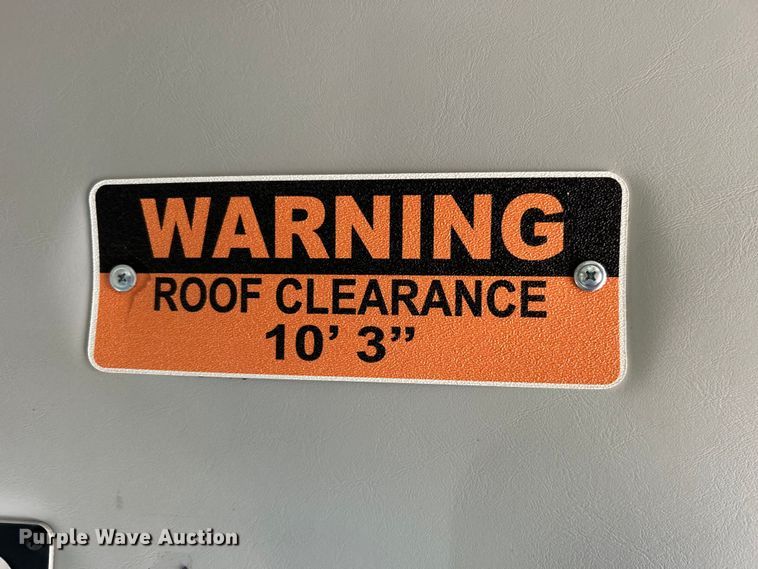 WARNING
ROOF CLEARANCE
10’ 3”
Purple Wave Auction